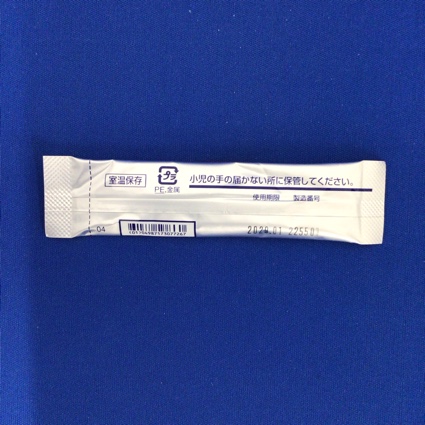 室温保存
プラ
PE,金属
小児の手の届かない所に保管してください。
使用期限 製造番号
04
(01)04987573077267